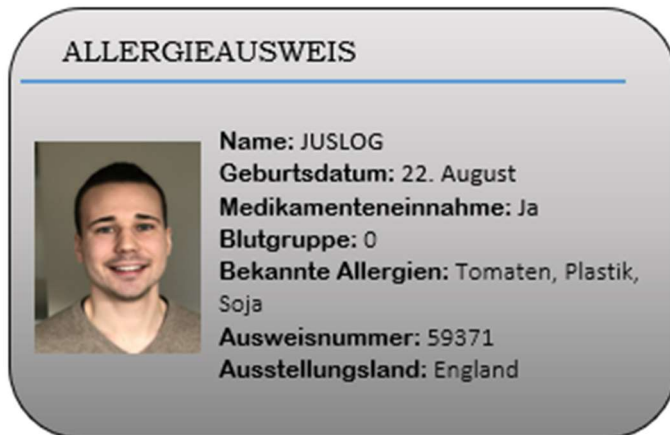 ALLERGIEAUSWEIS
Name: JUSLOG
Geburtsdatum: 22. August
Medikamenteneinnahme: Ja
Blutgruppe: 0
Bekannte Allergien: Tomaten, Plastik,
Soja
Ausweisnummer: 59371
Ausstellungsland: England